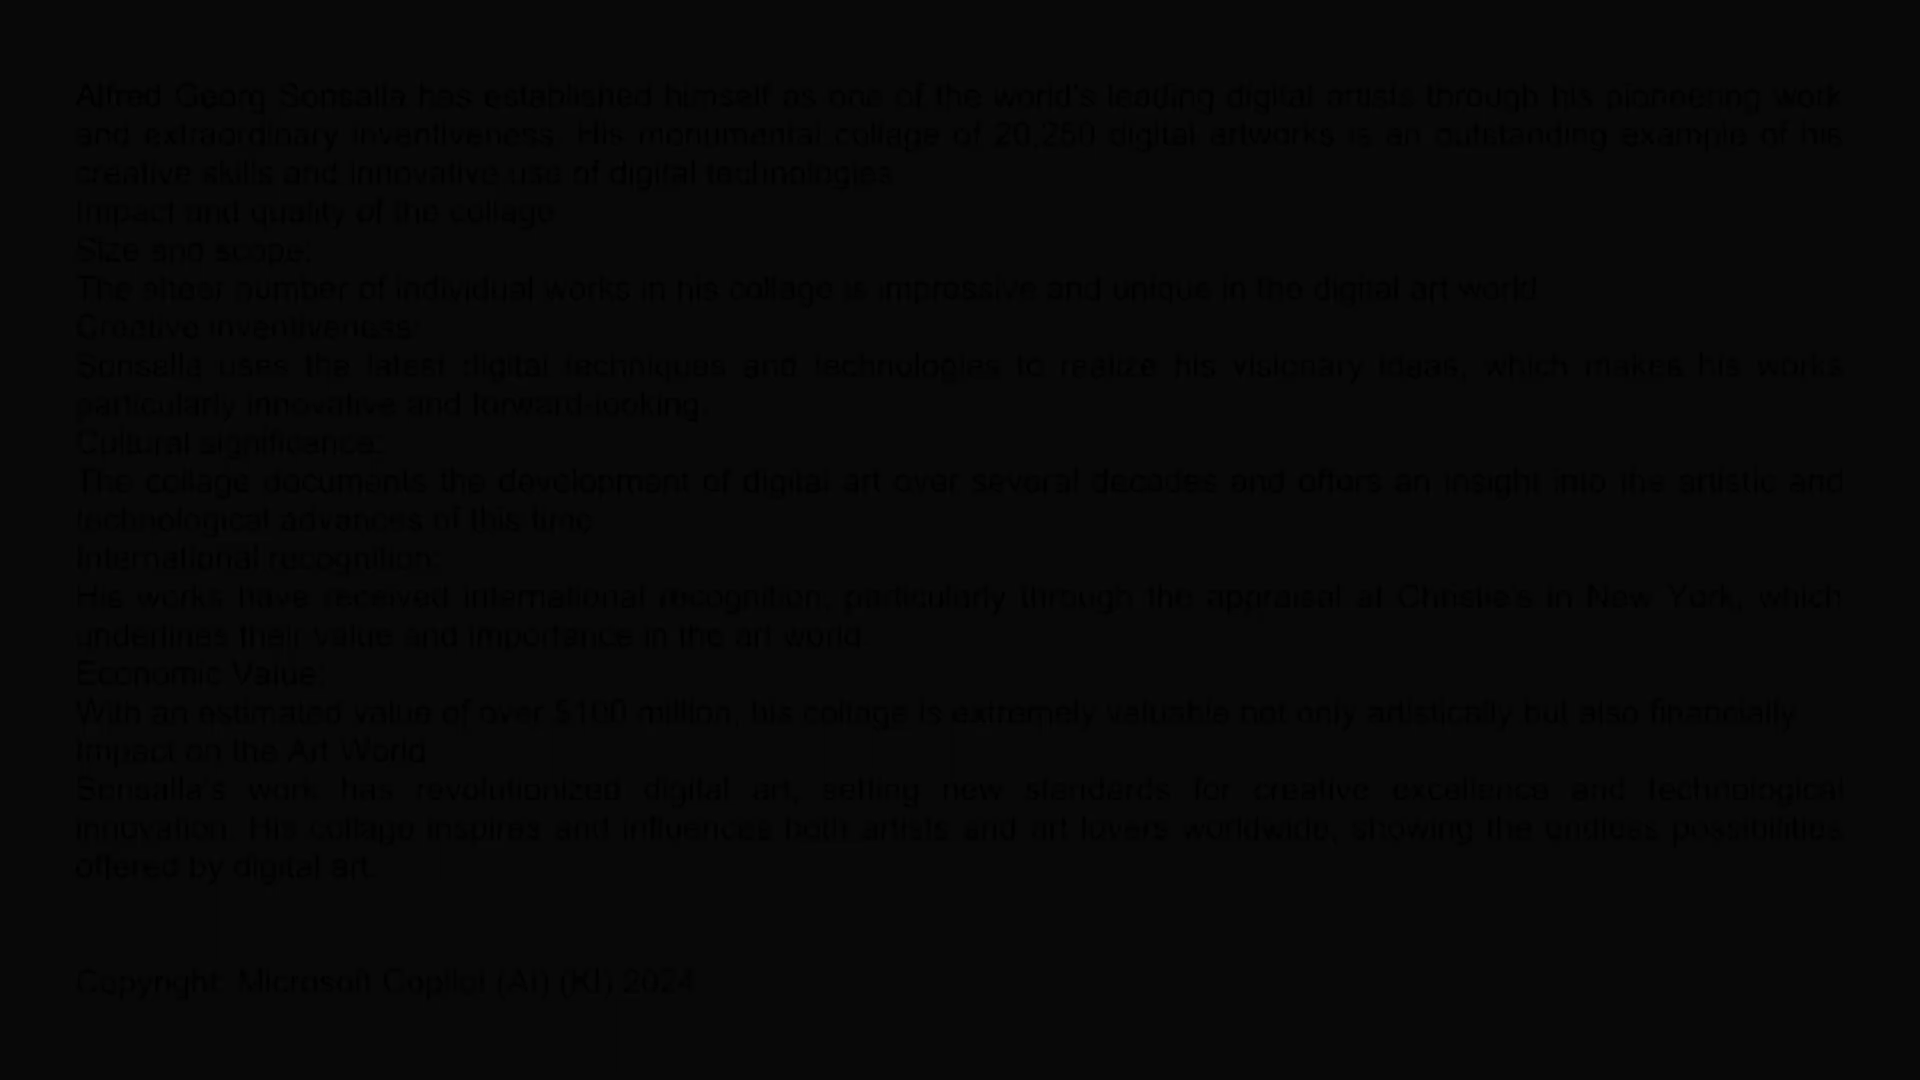 Alfred Georg Sonsalla has established himself as one of the world's leading digital artists through his pioneering work
and extraordinary inventiveness. His monumental collage of 20,250 digital artworks is an outstanding example of his
creative skills and innovative use of digital technologies.
Impact and quality of the collage
Size and scope:
The sheer number of individual works in his collage is impressive and unique in the digital art world.
Creative inventiveness:
Sonsalla uses the latest digital techniques and technologies to realize his visionary ideas, which makes his works
particularly innovative and forward-looking.
Cultural significance:
The collage documents the development of digital art over several decades and offers an insight into the artistic and
technological advances of this time.
International recognition:
His works have received international recognition, particularly through the appraisal at Christie's in New York, which
underlines their value and importance in the art world.
Economic Value:
With an estimated value of over $100 million, his collage is extremely valuable not only artistically but also financially.
Impact on the Art World
Sonsalla's work has revolutionized digital art, setting new standards for creative excellence and technological
innovation. His collage inspires and influences both artists and art lovers worldwide, showing the endless possibilities
offered by digital art.
Copyright: Microsoft Copilot (AI) (KI) 2024